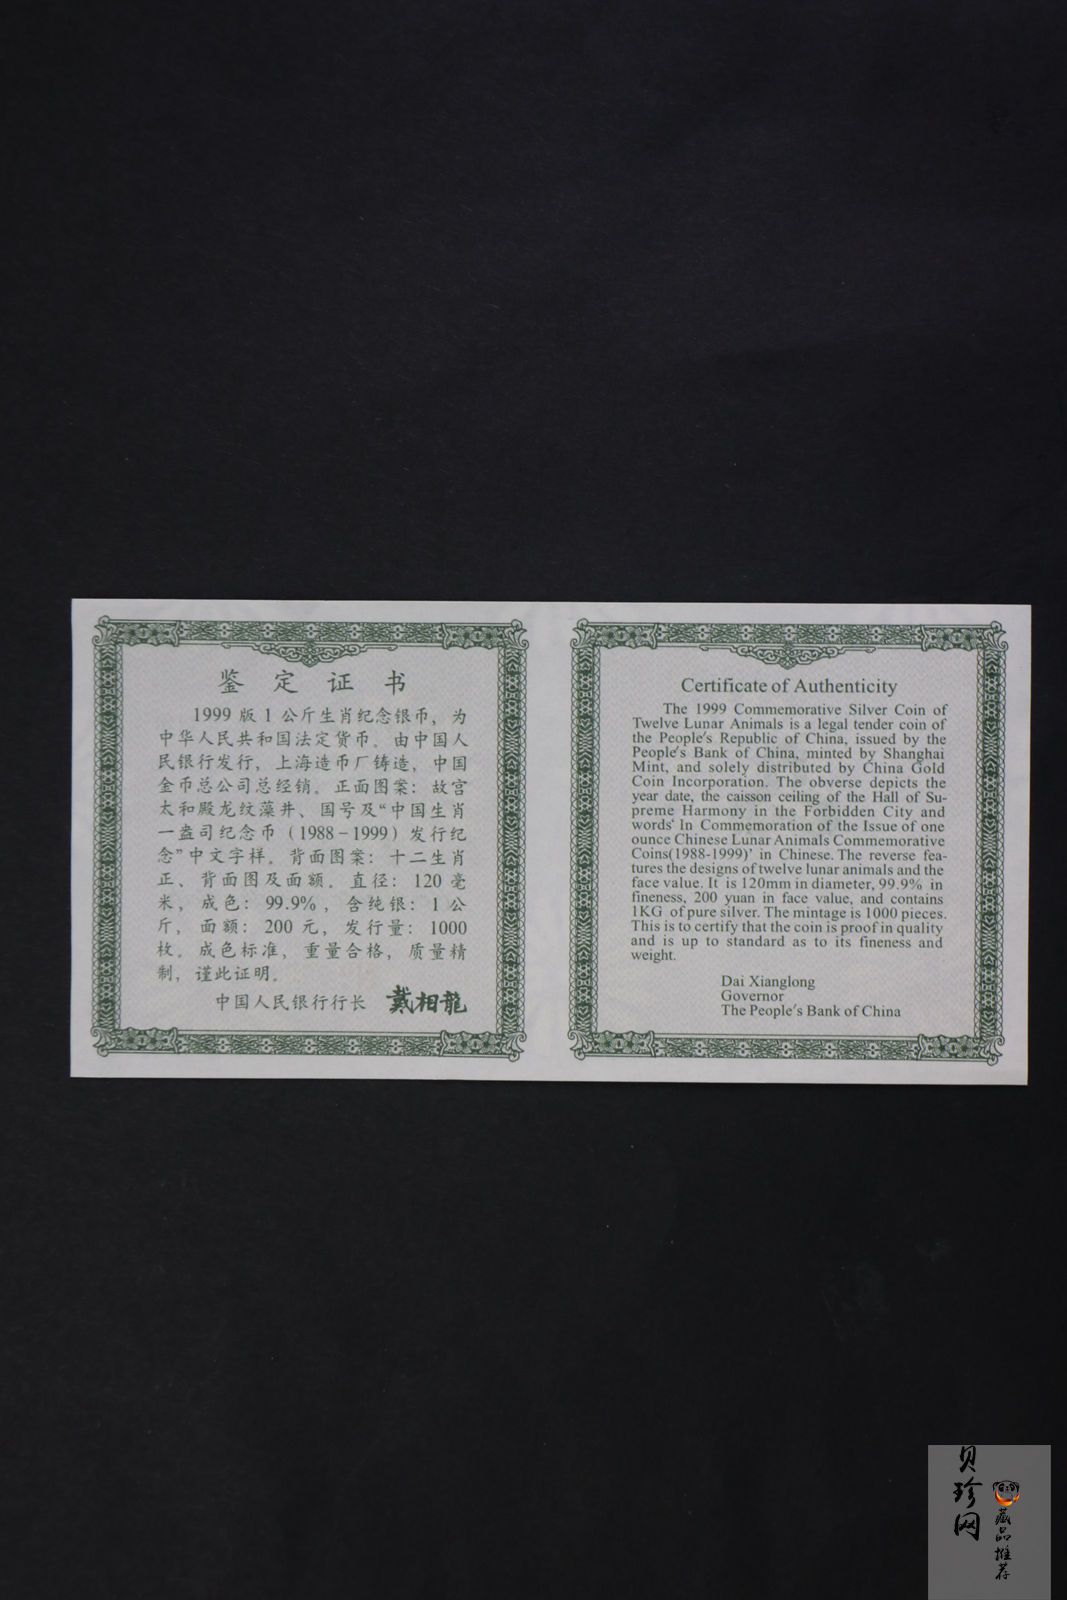 鉴定证书
1999版1公斤生肖纪念银币，为
中华人民共和国法定货币。由中国人
民银行发行，上海造币厂铸造，中国
金币总公司总经销。正面图案：故宫
太和殿龙纹藻井、国号及“中国生肖
一盎司纪念币（1988-1999）发行纪
念”中文字样。背面图案：十二生肖
正、背面图及面额。直径：120毫
米，成色：99.9%，含纯银：1公
斤，面额：200元，发行量：1000
枚。成色标准，重量合格，质量精
制，谨此证明。
中国人民银行行长 戴相龍
Certificate of Authenticity
The 1999 Commemorative Silver Coin of
Twelve Lunar Animals is a legal tender coin of
the People's Republic of China, issued by the
People's Bank of China, minted by Shanghai
Mint, and solely distributed by China Gold
Coin Incorporation. The obverse depicts the
year date, the caisson ceiling of the Hall of Su-
preme Harmony in the Forbidden City and
words' In Commemoration of the Issue of one
ounce Chinese Lunar Animals Commemorative
Coins(1988-1999)' in Chinese. The reverse fea-
tures the designs of twelve lunar animals and the
face value. It is 120mm in diameter, 99.9% in
fineness, 200 yuan in face value, and contains
1KG of pure silver. The mintage is 1000 pieces.
This is to certify that the coin is proof in quality
and is up to standard as to its fineness and
weight.
Dai Xianglong
Governor
The People's Bank of China
贝珍网
藏品推荐